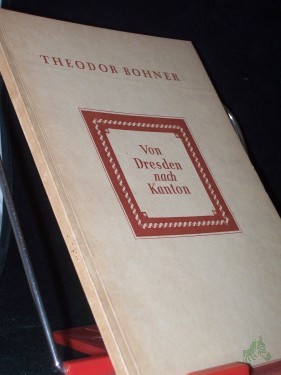 THEODOR BOHNER
Von
Dresden
nach
Kanton